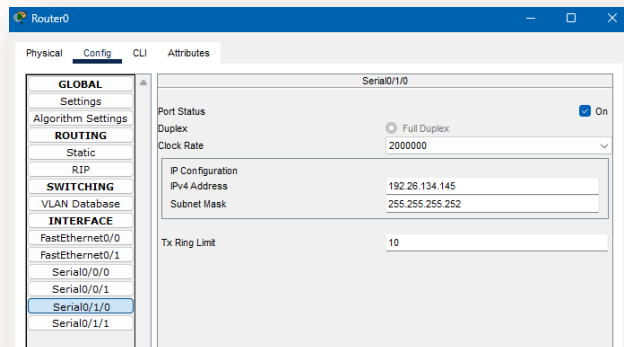 Router0
Physical Config CLI Attributes
GLOBAL
Settings
Algorithm Settings
ROUTING
Static
RIP
SWITCHING
VLAN Database
INTERFACE
FastEthernet0/0
FastEthernet0/1
Serial0/0/0
Serial0/0/1
Serial0/1/0
Serial0/1/1
Serial0/1/0
Port Status On
Duplex Full Duplex
Clock Rate 2000000
IP Configuration
IPv4 Address 192.26.134.145
Subnet Mask 255.255.255.252
Tx Ring Limit 10